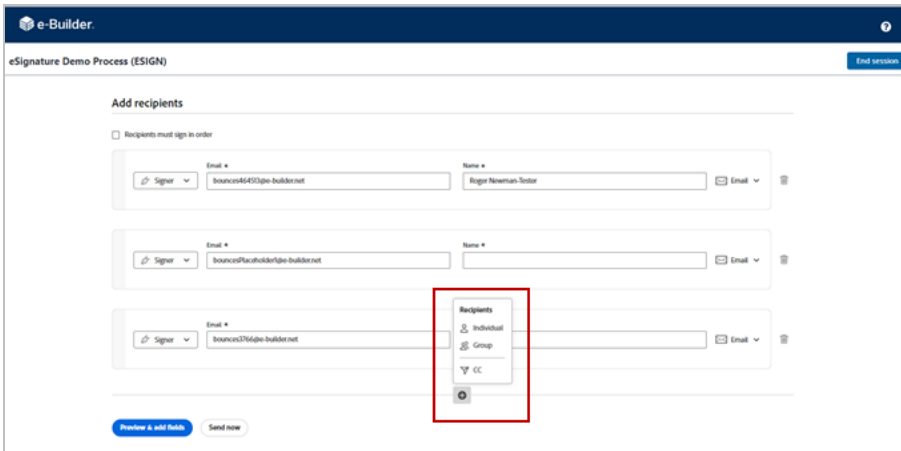 e-Builder.
eSignature Demo Process (ESIGN)
End session
Add recipients
Recipients must sign in order
Email * Name *
Signer bounces464513@e-builder.net Roger Newman-Tester Email
Email * Name *
Signer bouncesPlaceholder1@e-builder.net Email
Email *
Signer bounces3766@e-builder.net Email
Recipients
Individual
Group
CC
Preview & add fields Send now